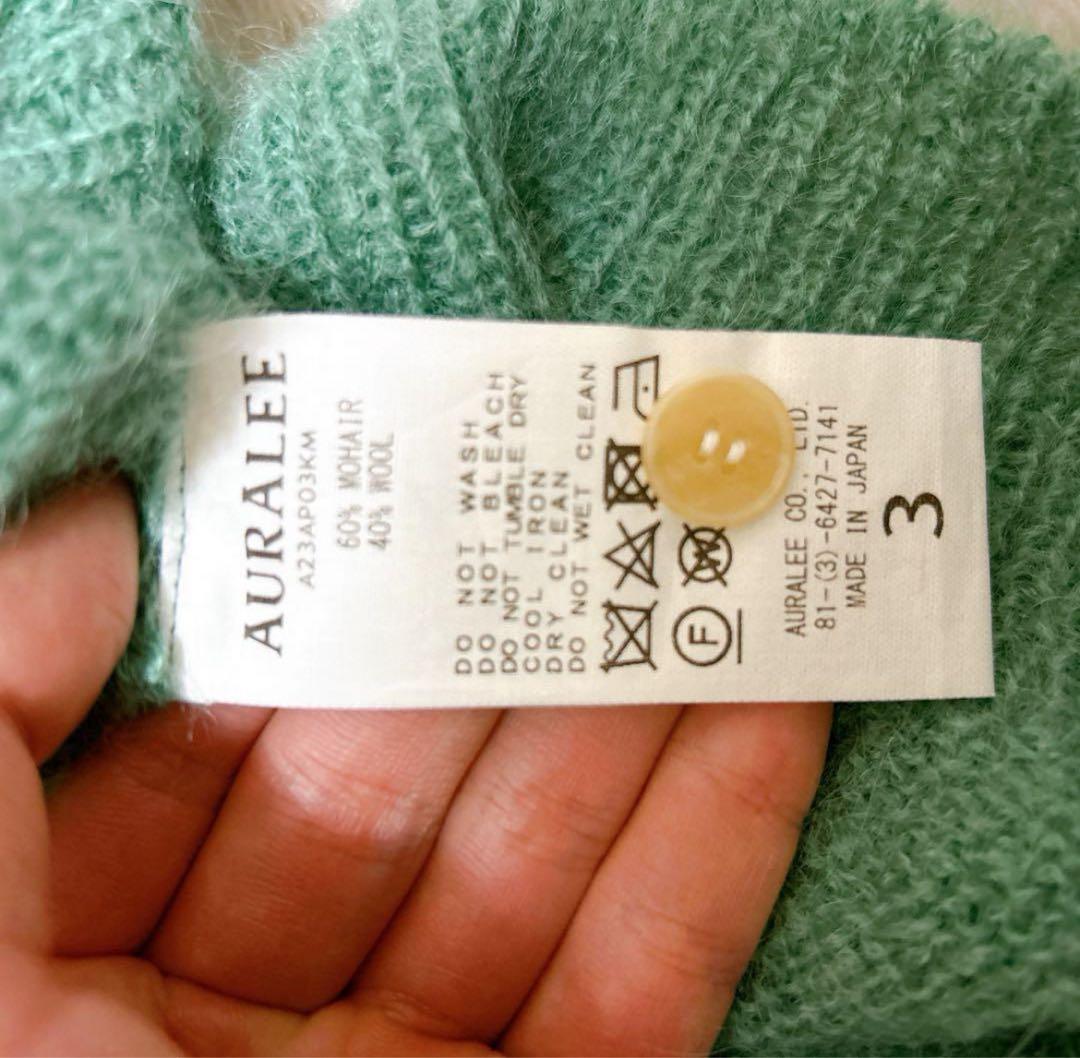 AURALEE
A23AP03KM
60% MOHAIR
40% WOOL
DO NOT WASH
DO NOT BLEACH
DO NOT TUMBLE DRY
COOL IRON
DRY CLEAN
DO NOT WET CLEAN
F W
AURALEE CO., LTD.
81-(3)-6427-7141
MADE IN JAPAN
3